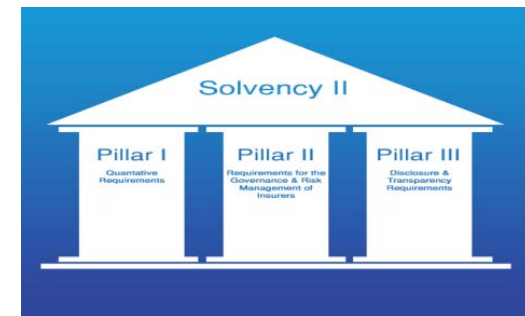 Solvency II
Pillar I
Quantative
Requirements
Pillar II
Requirements for the
Governance & Risk
Management of
Insurers
Pillar III
Disclosure &
Transparency
Requirements